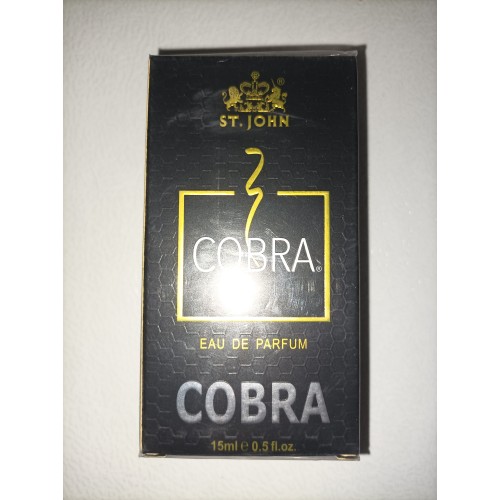 ®
ST. JOHN
COBRA®
EAU DE PARFUM
COBRA
15ml e 0.5 fl.oz.